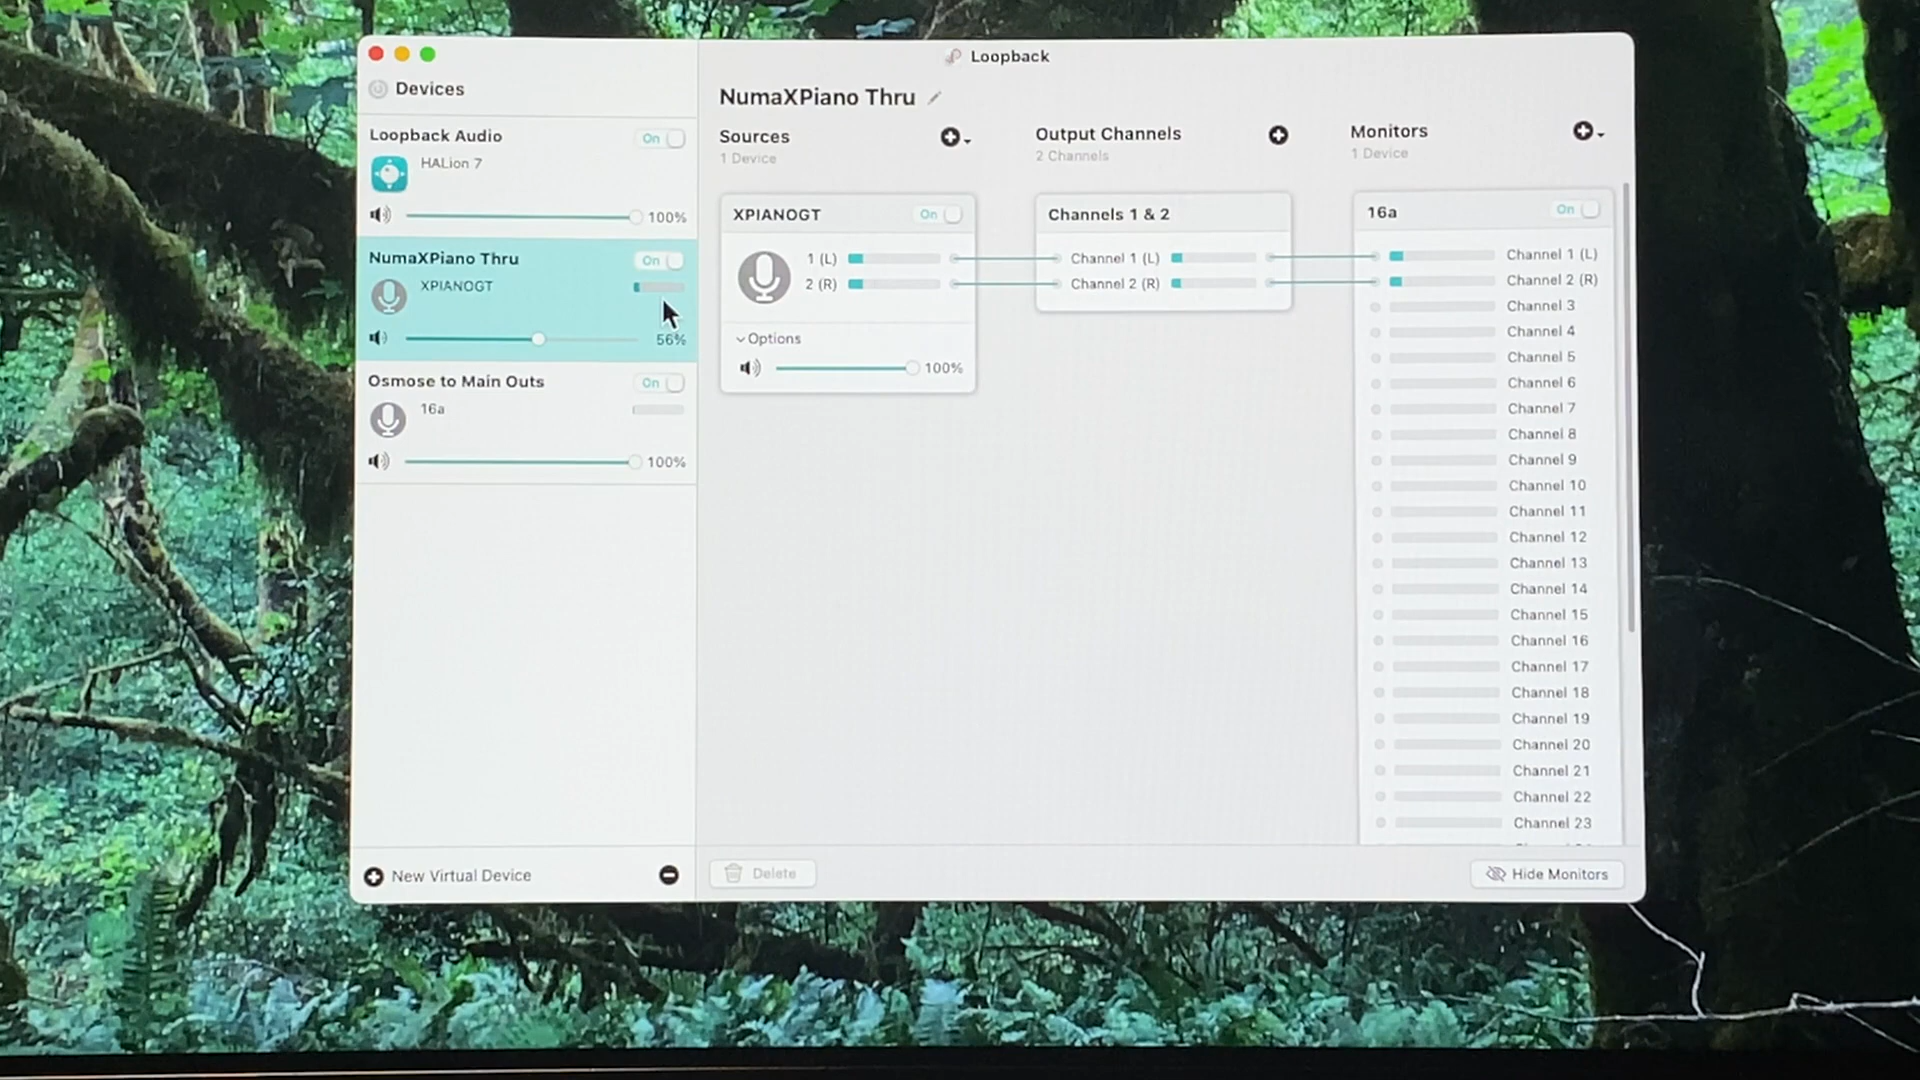 Loopback
Devices
Loopback Audio
On
HALion 7
100%
NumaXPiano Thru
On
XPIANOGT
56%
Osmose to Main Outs
On
16a
100%
New Virtual Device
NumaXPiano Thru
Sources
1 Device
XPIANOGT
On
1 (L)
2 (R)
Options
100%
Output Channels
2 Channels
Channels 1 & 2
Channel 1 (L)
Channel 2 (R)
Monitors
1 Device
16a
On
Channel 1 (L)
Channel 2 (R)
Channel 3
Channel 4
Channel 5
Channel 6
Channel 7
Channel 8
Channel 9
Channel 10
Channel 11
Channel 12
Channel 13
Channel 14
Channel 15
Channel 16
Channel 17
Channel 18
Channel 19
Channel 20
Channel 21
Channel 22
Channel 23
Delete
Hide Monitors